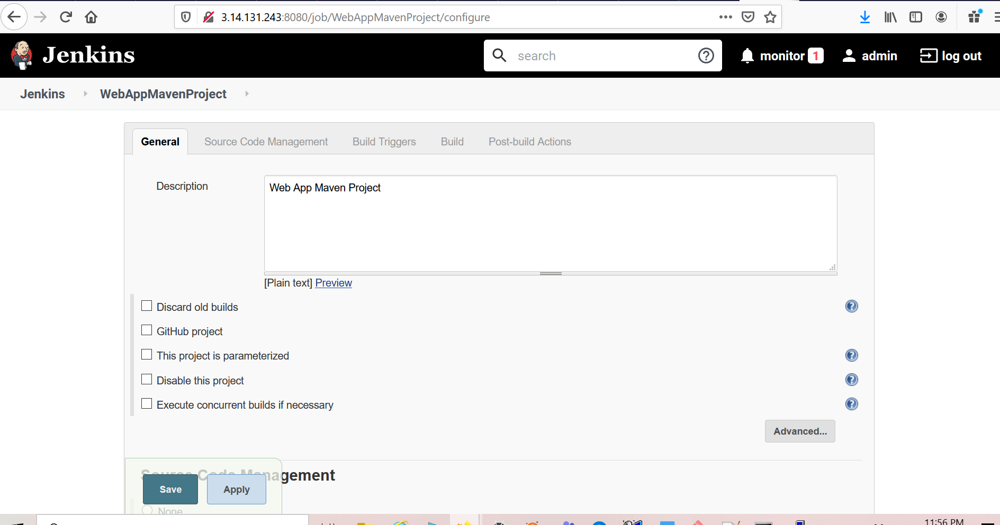 3.14.131.243:8080/job/WebAppMavenProject/configure
Jenkins
search
monitor 1
admin
log out
Jenkins
WebAppMavenProject
General
Source Code Management
Build Triggers
Build
Post-build Actions
Description
Web App Maven Project
[Plain text] Preview
Discard old builds
GitHub project
This project is parameterized
Disable this project
Execute concurrent builds if necessary
Advanced...
Source Code Management
Save
Apply
None
11:56 PM